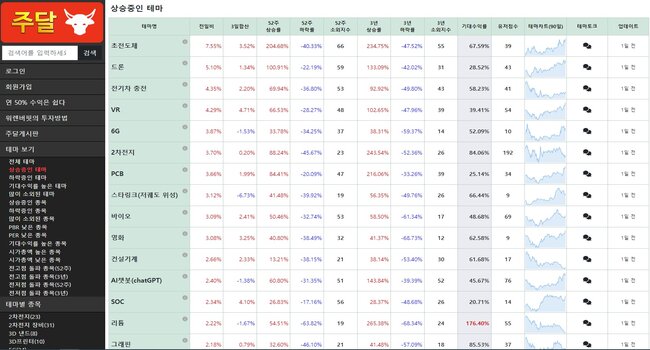 주달
검색어를 입력하세요 검색
로그인
회원가입
연 50% 수익은 쉽다
워렌버핏의 투자방법
주달게시판
테마 보기
전체 테마
상승중인 테마
하락중인 테마
기대수익률 높은 테마
많이 소외된 테마
상승중인 종목
하락중인 종목
많이 소외된 종목
PBR 낮은 종목
PER 낮은 종목
기대수익률 높은 종목
시가총액 높은 종목
시가총액 낮은 종목
전고점 돌파 종목(52주)
전고점 돌파 종목(3년)
전저점 돌파 종목(52주)
전저점 돌파 종목(3년)
테마별 종목
2차전지(23)
2차전지 장비(31)
3D 낸드(8)
3D프린터(10)
상승중인 테마
테마명 전일비 3일합산 52주 상승률 52주 하락률 52주 소외지수 3년 상승률 3년 하락률 3년 소외지수 기대수익률 유저점수 테마차트(90일) 테마토크 업데이트
초전도체 7.55% 3.52% 204.68% -40.33% 66 234.75% -47.52% 55 67.59% 39 1일 전
드론 5.10% 1.34% 100.91% -22.19% 59 133.09% -42.02% 31 28.52% 43 1일 전
전기차 충전 4.38% 2.20% 69.94% -36.80% 53 92.92% -49.80% 43 58.23% 41 1일 전
VR 4.29% 4.71% 66.53% -28.27% 48 102.65% -47.96% 39 39.41% 54 1일 전
6G 3.87% -1.53% 33.78% -34.25% 37 38.31% -59.37% 14 52.09% 10 1일 전
2차전지 3.70% 0.20% 88.24% -45.67% 23 243.54% -52.36% 26 84.06% 192 1일 전
PCB 3.66% 1.99% 84.41% -20.09% 47 216.06% -33.26% 39 25.14% 34 1일 전
스타링크(저궤도 위성) 3.12% -6.73% 41.48% -39.92% 19 56.35% -49.76% 26 66.44% 9 1일 전
바이오 3.09% 2.41% 50.46% -32.74% 53 58.50% -61.34% 17 48.68% 69 1일 전
영화 3.08% 3.25% 40.80% -38.49% 32 41.37% -68.73% 12 62.58% 9 1일 전
건설기계 2.66% 2.33% 13.21% -38.15% 21 38.14% -53.40% 30 61.68% 17 1일 전
AI챗봇(chatGPT) 2.40% -1.38% 60.80% -31.35% 51 143.84% -39.39% 52 45.67% 76 1일 전
SOC 2.34% 4.10% 26.83% -17.16% 56 28.37% -48.68% 26 20.71% 14 1일 전
리튬 2.22% -1.67% 54.51% -63.82% 19 265.38% -68.34% 24 176.40% 55 1일 전
그래핀 2.18% 0.79% 32.60% -46.10% 21 41.48% -57.09% 18 85.53% 37 1일 전